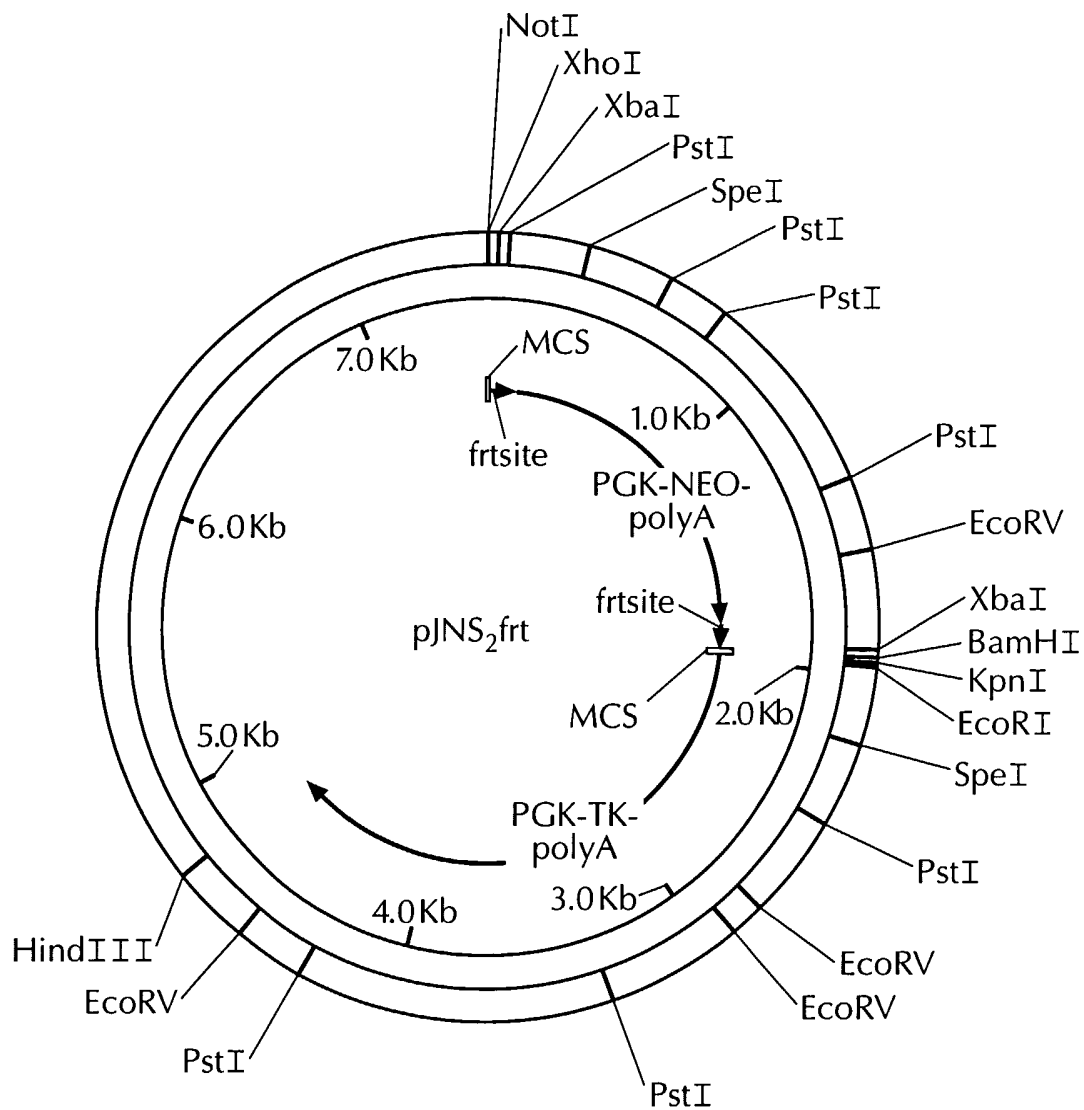 NotI
XhoI
XbaI
PstI
SpeI
PstI
PstI
MCS
7.0 Kb
1.0 Kb
frtsite
PstI
PGK-NEO-
polyA
EcoRV
6.0 Kb
frtsite
XbaI
pJNS₂frt
BamHI
KpnI
MCS
2.0 Kb
EcoRI
5.0 Kb
SpeI
PGK-TK-
polyA
PstI
3.0 Kb
4.0 Kb
HindIII
EcoRV
EcoRV
EcoRV
PstI
PstI